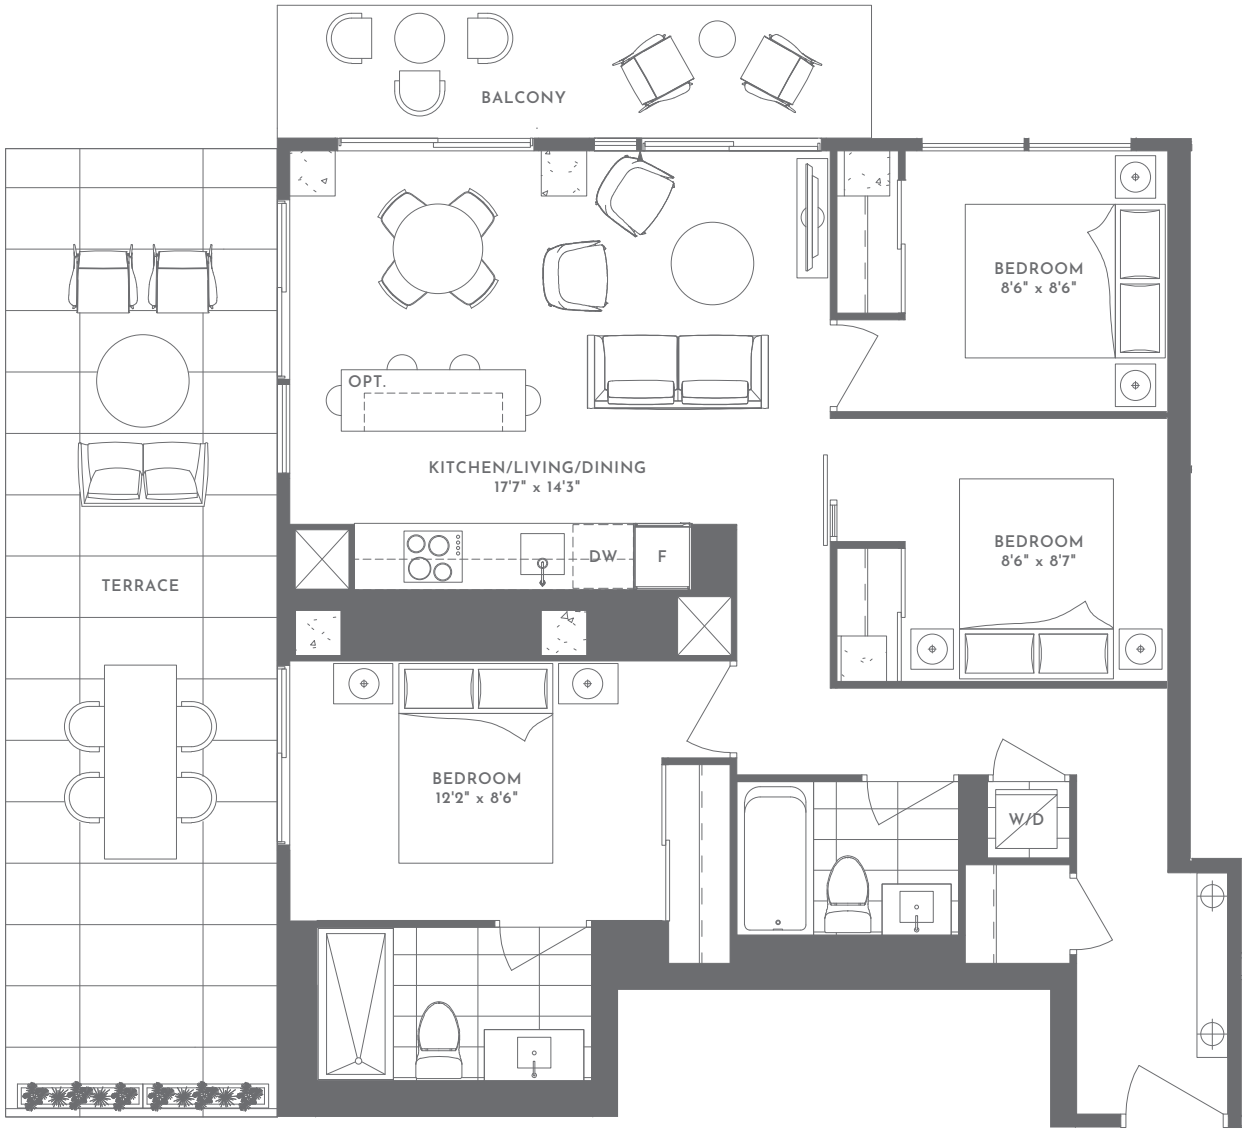 BALCONY
BEDROOM
8'6" x 8'6"
OPT.
KITCHEN/LIVING/DINING
17'7" x 14'3"
BEDROOM
8'6" x 8'7"
DW
F
TERRACE
BEDROOM
12'2" x 8'6"
W/D